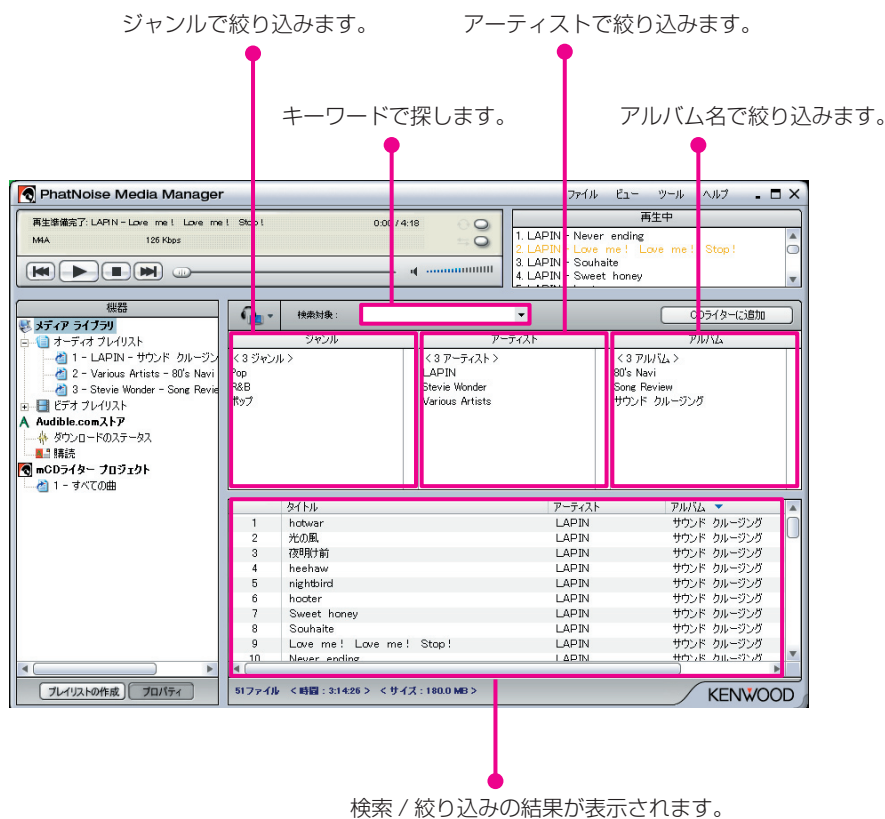 ジャンルで絞り込みます。
アーティストで絞り込みます。
キーワードで探します。
アルバム名で絞り込みます。
PhatNoise Media Manager
ファイル ビュー ツール ヘルプ
再生準備完了: LAPIN - Love me! Love me! Stop!
0:00 / 4:18
M4A
126 Kbps
再生中
1. LAPIN - Never ending
2. LAPIN - Love me! Love me! Stop!
3. LAPIN - Souhaite
4. LAPIN - Sweet honey
機器
メディア ライブラリ
オーディオ プレイリスト
1 - LAPIN - サウンド クルージン
2 - Various Artists - 80's Navi
3 - Stevie Wonder - Song Revie
ビデオ プレイリスト
Audible.comストア
ダウンロードのステータス
購読
mCDライター プロジェクト
1 - すべての曲
プレイリストの作成
プロパティ
検索対象 :
CDライターに追加
ジャンル
アーティスト
アルバム
< 3 ジャンル >
< 3 アーティスト >
< 3 アルバム >
Pop
LAPIN
80's Navi
R&B
Stevie Wonder
Song Review
ポップ
Various Artists
サウンド クルージング
タイトル アーティスト アルバム
1 hotwar LAPIN サウンド クルージング
2 光の風 LAPIN サウンド クルージング
3 夜明け前 LAPIN サウンド クルージング
4 heehaw LAPIN サウンド クルージング
5 nightbird LAPIN サウンド クルージング
6 hooter LAPIN サウンド クルージング
7 Sweet honey LAPIN サウンド クルージング
8 Souhaite LAPIN サウンド クルージング
9 Love me! Love me! Stop! LAPIN サウンド クルージング
10 Never ending LAPIN サウンド クルージング
51ファイル < 時間 : 3:14:26 > < サイズ : 180.0 MB >
KENWOOD
検索 / 絞り込みの結果が表示されます。